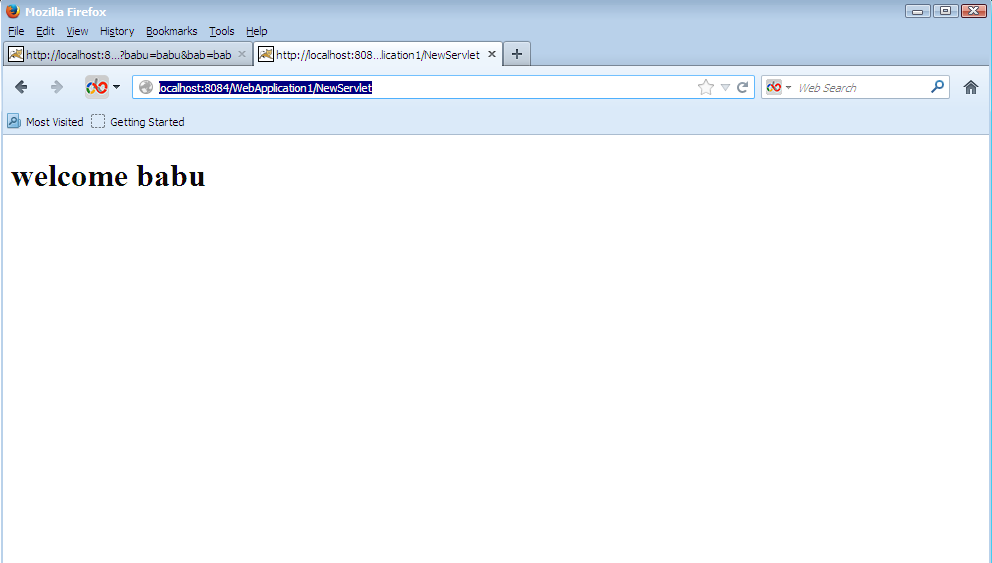 Mozilla Firefox
File Edit View History Bookmarks Tools Help
http://localhost:8...?babu=babu&bab=bab http://localhost:808...lication1/NewServlet
localhost:8084/WebApplication1/NewServlet Web Search
Most Visited Getting Started
welcome babu